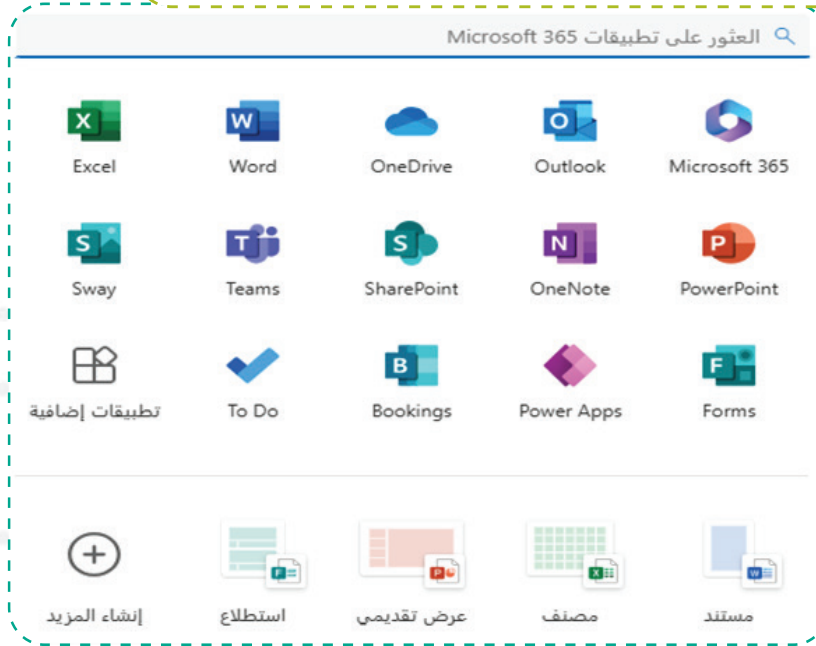 العثور على تطبيقات Microsoft 365
Microsoft 365
Outlook
OneDrive
Word
Excel
PowerPoint
OneNote
SharePoint
Teams
Sway
Forms
Power Apps
Bookings
To Do
تطبيقات إضافية
مستند
مصنف
عرض تقديمي
استطلاع
إنشاء المزيد